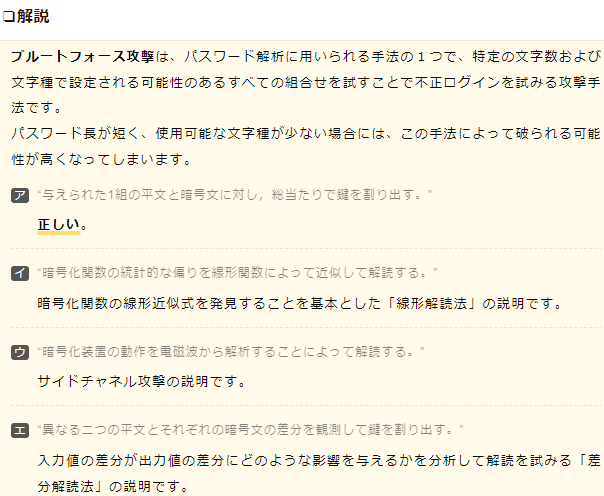 ❏解説
ブルートフォース攻撃は、パスワード解析に用いられる手法の１つで、特定の文字数および
文字種で設定される可能性のあるすべての組合せを試すことで不正ログインを試みる攻撃手
法です。
パスワード長が短く、使用可能な文字種が少ない場合には、この手法によって破られる可能
性が高くなってしまいます。
ア “与えられた1組の平文と暗号文に対し，総当たりで鍵を割り出す。”
正しい。
イ “暗号化関数の統計的な偏りを線形関数によって近似して解読する。”
暗号化関数の線形近似式を発見することを基本とした「線形解読法」の説明です。
ウ “暗号化装置の動作を電磁波から解析することによって解読する。”
サイドチャネル攻撃の説明です。
エ “異なる二つの平文とそれぞれの暗号文の差分を観測して鍵を割り出す。”
入力値の差分が出力値の差分にどのような影響を与えるかを分析して解読を試みる「差
分解読法」の説明です。